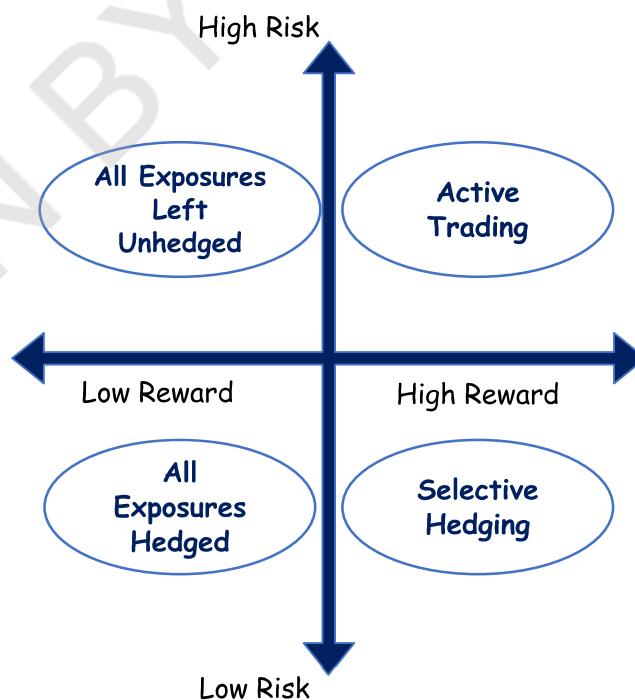 High Risk
All Exposures
Left
Unhedged
Active
Trading
Low Reward
High Reward
All
Exposures
Hedged
Selective
Hedging
Low Risk